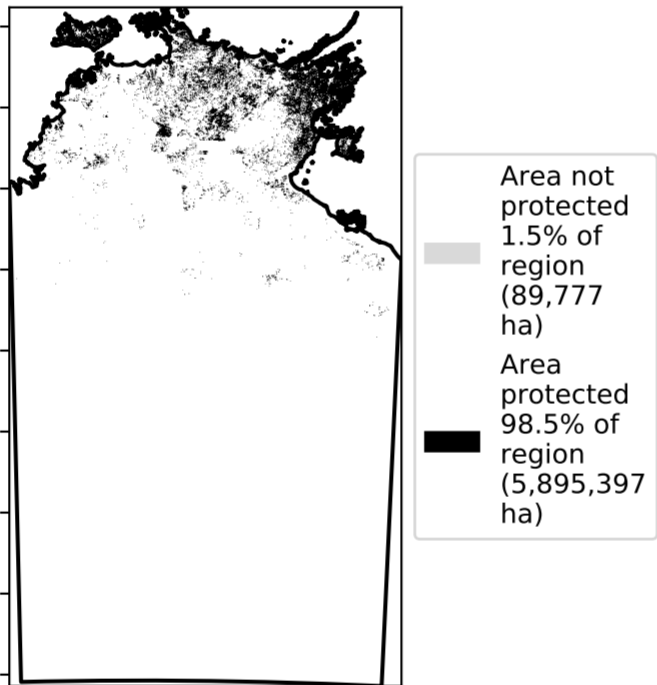 Area not
protected
1.5% of
region
(89,777
ha)
Area
protected
98.5% of
region
(5,895,397
ha)